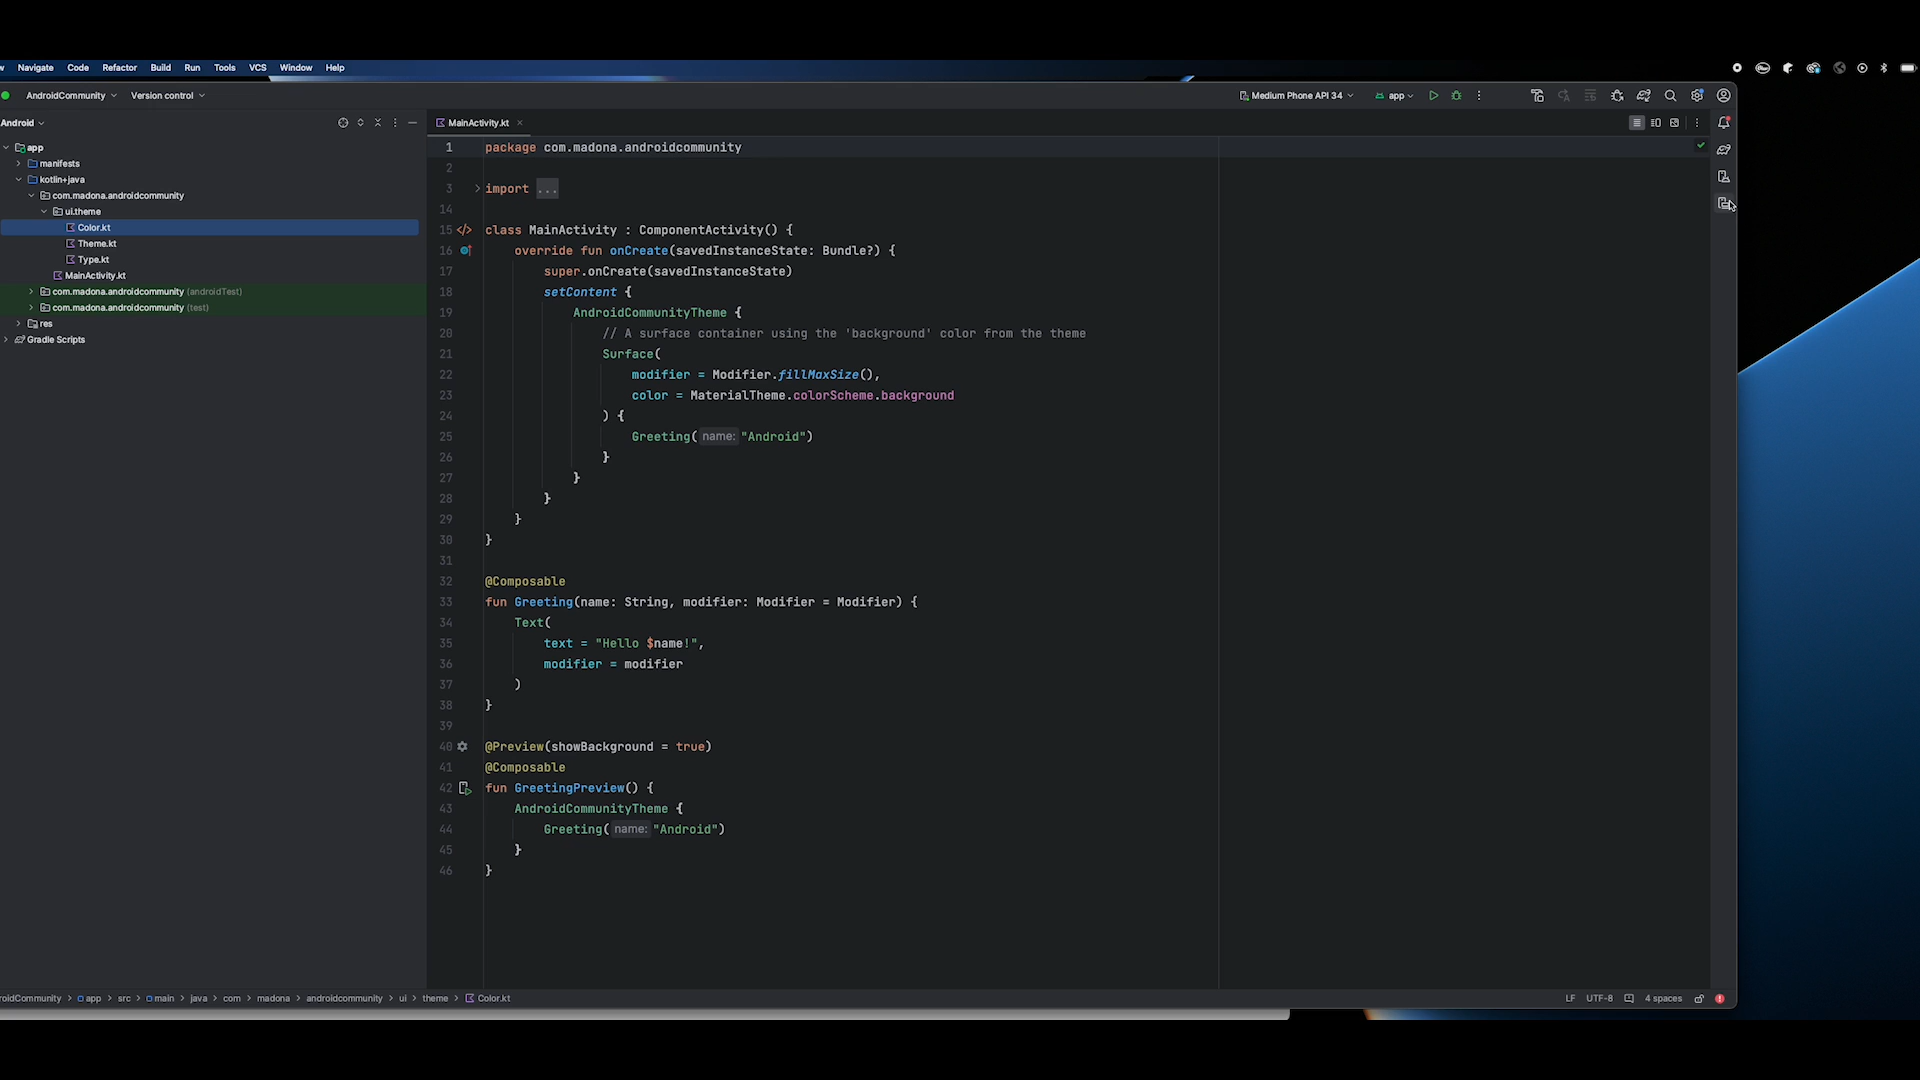 Navigate Code Refactor Build Run Tools VCS Window Help
AndroidCommunity Version control Medium Phone API 34 app
Android
MainActivity.kt
app
manifests
kotlin+java
com.madona.androidcommunity
ui.theme
Color.kt
Theme.kt
Type.kt
MainActivity.kt
com.madona.androidcommunity (androidTest)
com.madona.androidcommunity (test)
res
Gradle Scripts
1 package com.madona.androidcommunity
2
3 import ...
14
15 class MainActivity : ComponentActivity() {
16 override fun onCreate(savedInstanceState: Bundle?) {
17 super.onCreate(savedInstanceState)
18 setContent {
19 AndroidCommunityTheme {
20 // A surface container using the 'background' color from the theme
21 Surface(
22 modifier = Modifier.fillMaxSize(),
23 color = MaterialTheme.colorScheme.background
24 ) {
25 Greeting( name: "Android")
26 }
27 }
28 }
29 }
30 }
31
32 @Composable
33 fun Greeting(name: String, modifier: Modifier = Modifier) {
34 Text(
35 text = "Hello $name!",
36 modifier = modifier
37 )
38 }
39
40 @Preview(showBackground = true)
41 @Composable
42 fun GreetingPreview() {
43 AndroidCommunityTheme {
44 Greeting( name: "Android")
45 }
46 }
roidCommunity > app > src > main > java > com > madona > androidcommunity > ui > theme > Color.kt LF UTF-8 4 spaces